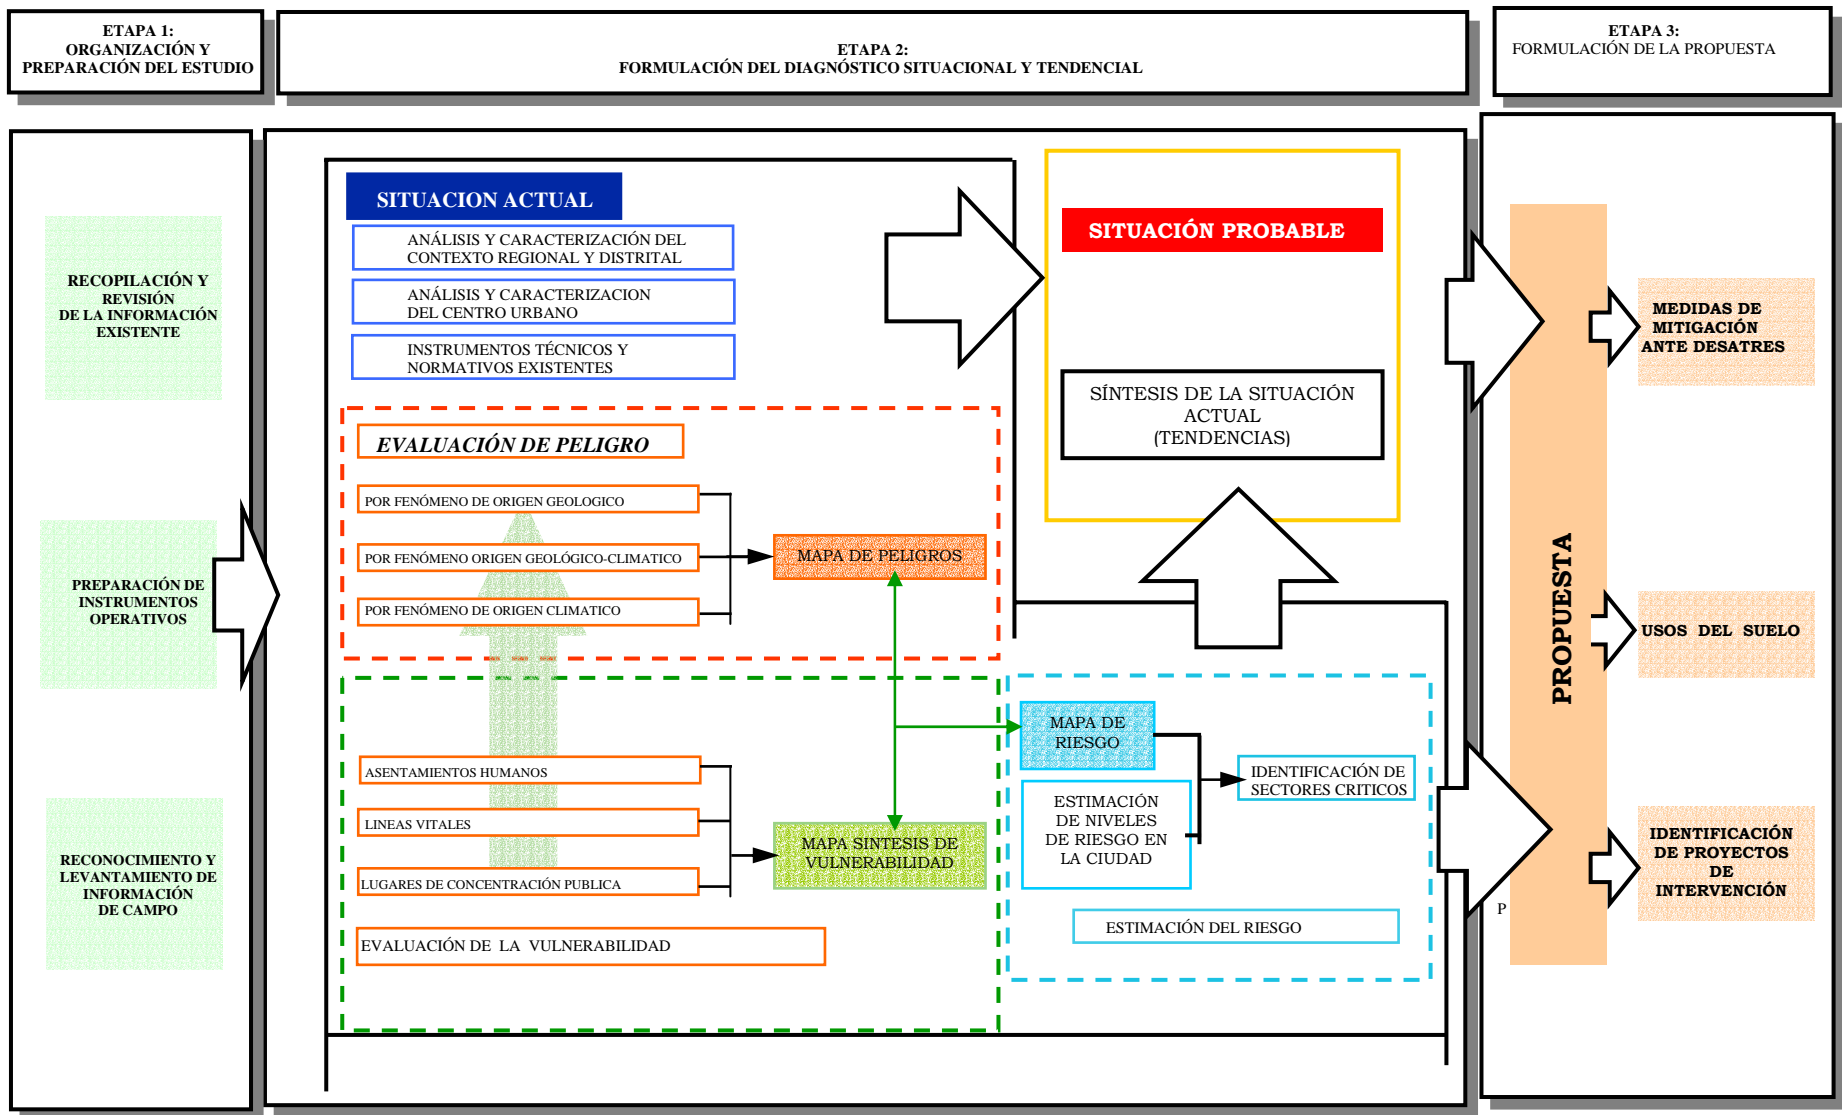 ETAPA 1:
ORGANIZACIÓN Y
PREPARACIÓN DEL ESTUDIO
ETAPA 2:
FORMULACIÓN DEL DIAGNÓSTICO SITUACIONAL Y TENDENCIAL
ETAPA 3:
FORMULACIÓN DE LA PROPUESTA
RECOPILACIÓN Y
REVISIÓN
DE LA INFORMACIÓN
EXISTENTE
PREPARACIÓN DE
INSTRUMENTOS
OPERATIVOS
RECONOCIMIENTO Y
LEVANTAMIENTO DE
INFORMACIÓN
DE CAMPO
SITUACION ACTUAL
ANÁLISIS Y CARACTERIZACIÓN DEL
CONTEXTO REGIONAL Y DISTRITAL
ANÁLISIS Y CARACTERIZACION
DEL CENTRO URBANO
INSTRUMENTOS TÉCNICOS Y
NORMATIVOS EXISTENTES
EVALUACIÓN DE PELIGRO
POR FENÓMENO DE ORIGEN GEOLOGICO
POR FENÓMENO ORIGEN GEOLÓGICO-CLIMATICO
POR FENÓMENO DE ORIGEN CLIMATICO
MAPA DE PELIGROS
ASENTAMIENTOS HUMANOS
LINEAS VITALES
LUGARES DE CONCENTRACIÓN PUBLICA
MAPA SINTESIS DE
VULNERABILIDAD
EVALUACIÓN DE LA VULNERABILIDAD
SITUACIÓN PROBABLE
SÍNTESIS DE LA SITUACIÓN
ACTUAL
(TENDENCIAS)
MAPA DE
RIESGO
ESTIMACIÓN
DE NIVELES
DE RIESGO EN
LA CIUDAD
IDENTIFICACIÓN DE
SECTORES CRITICOS
ESTIMACIÓN DEL RIESGO
PROPUESTA
P
MEDIDAS DE
MITIGACIÓN
ANTE DESATRES
USOS DEL SUELO
IDENTIFICACIÓN
DE PROYECTOS
DE
INTERVENCIÓN